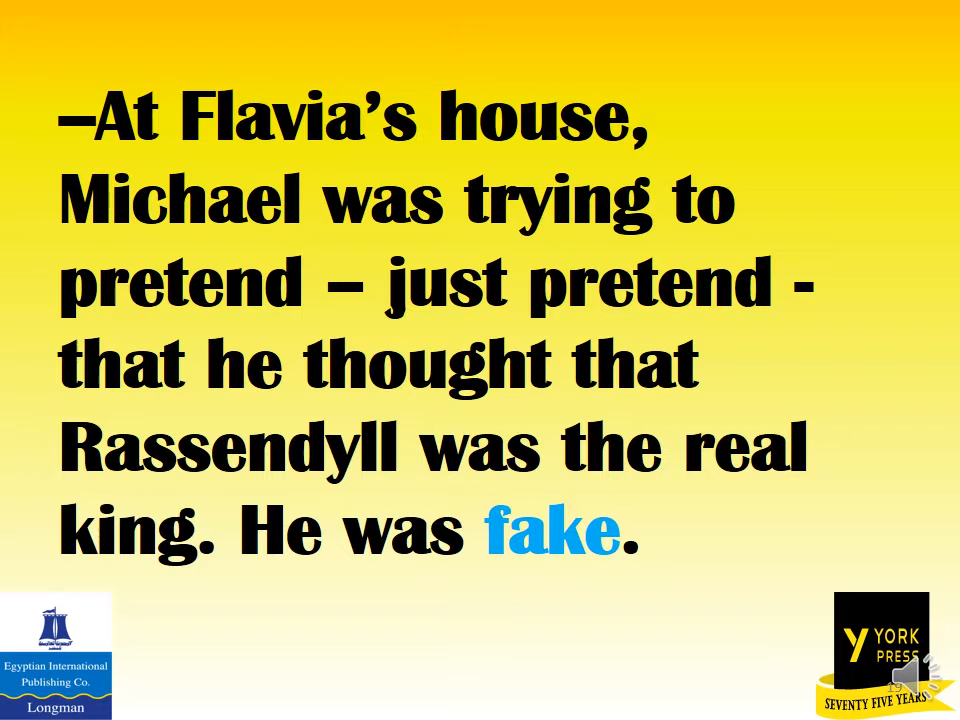 –At Flavia’s house,
Michael was trying to
pretend – just pretend -
that he thought that
Rassendyll was the real
king. He was fake.
Egyptian International
Publishing Co.
Longman
y YORK
PRESS
19
SEVENTY FIVE YEARS